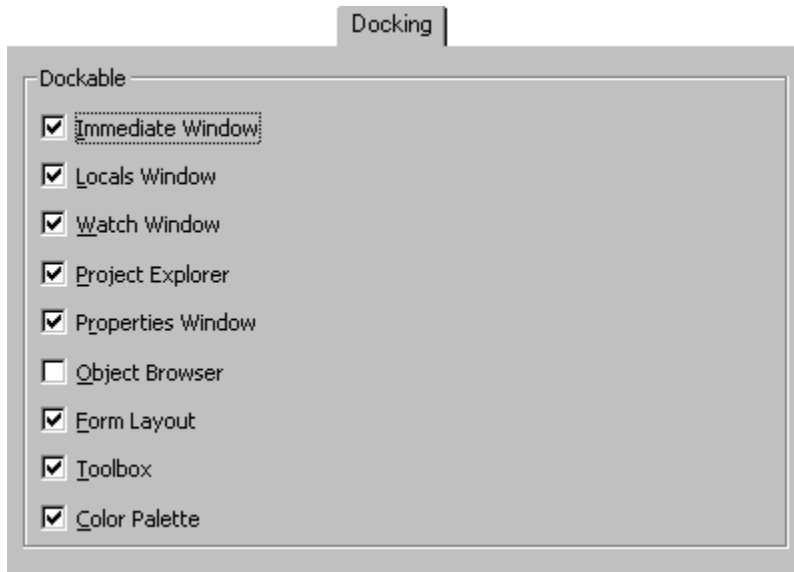 Docking
Dockable
Immediate Window
Locals Window
Watch Window
Project Explorer
Properties Window
Object Browser
Form Layout
Toolbox
Color Palette